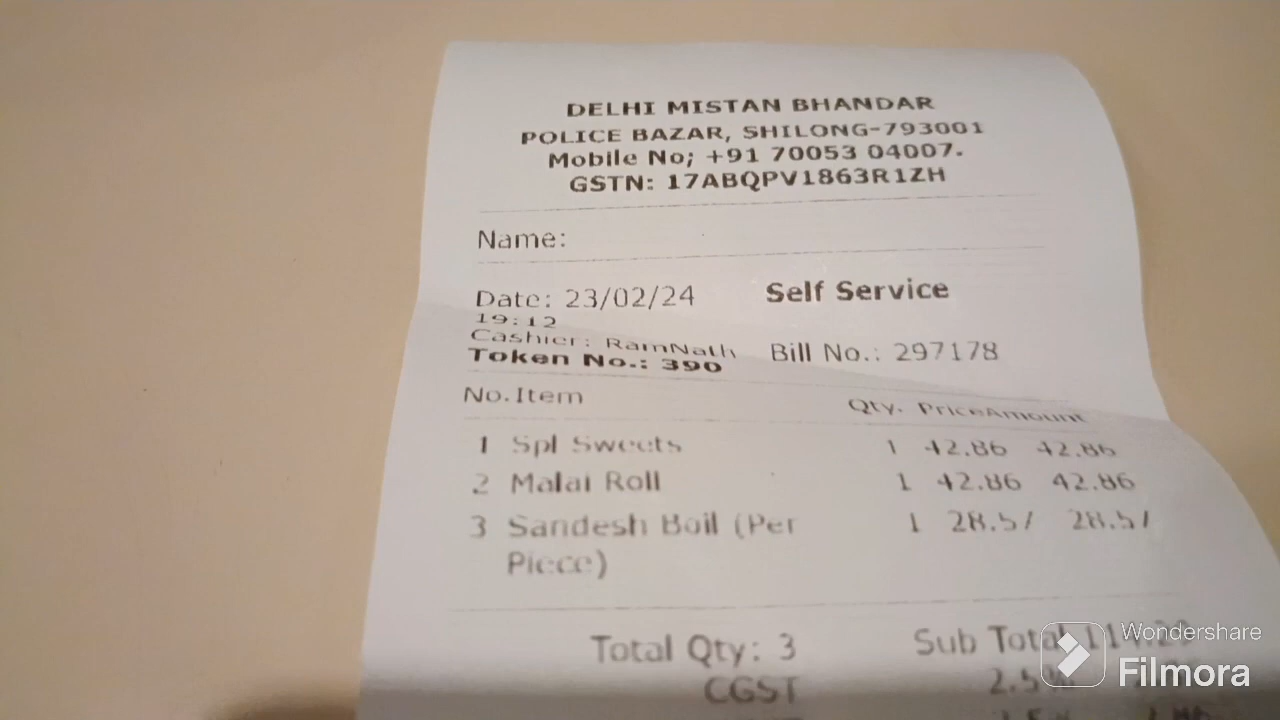 DELHI MISTAN BHANDAR
POLICE BAZAR, SHILONG-793001
Mobile No; +91 70053 04007.
GSTN: 17ABQPV1863R1ZH
Name:
Date: 23/02/24 Self Service
19:12
Cashier: RamNath Bill No.: 297178
Token No.: 390
No.Item Qty. PriceAmount
1 Spl Sweets 1 42.86 42.86
2 Malai Roll 1 42.86 42.86
3 Sandesh Boil (Per 1 28.57 28.57
Piece)
Total Qty: 3 Sub Total
CGST 2.5%
Wondershare
Filmora